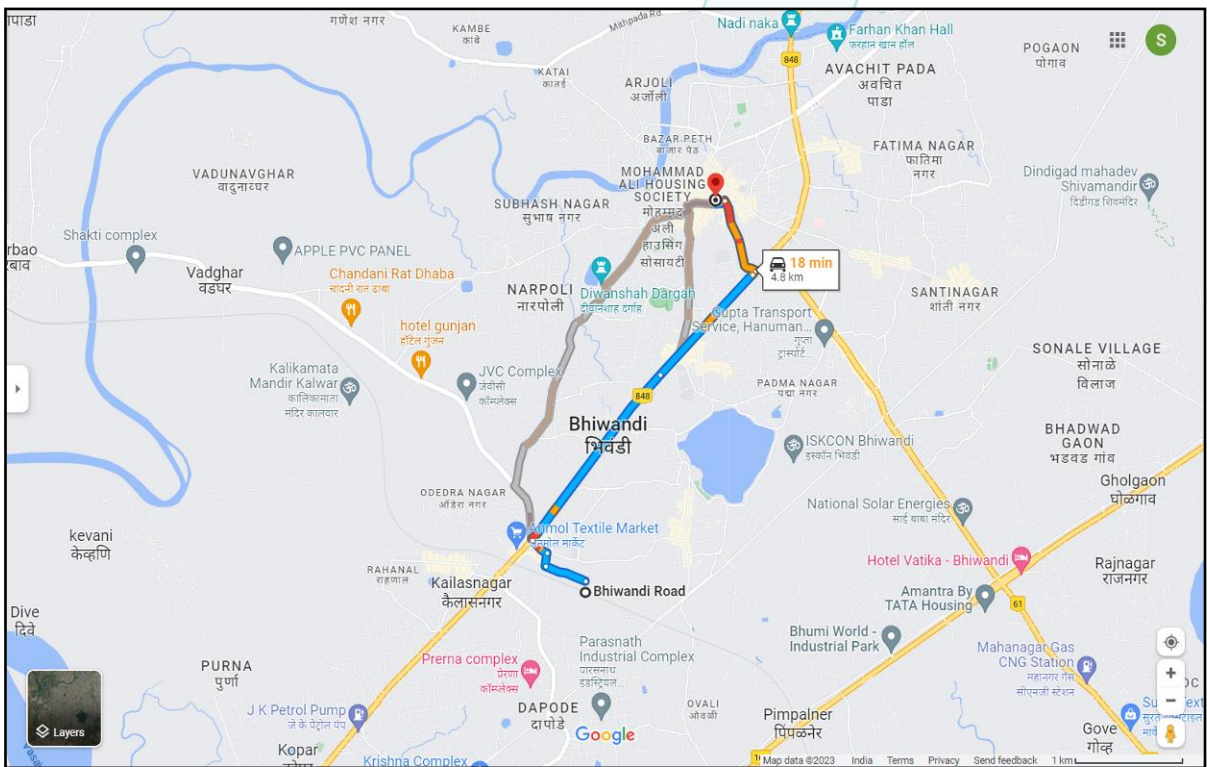 गणेश नगर
KAMBE
कांबे
Mithpada Rd
Nadi naka
Farhan Khan Hall
फरहान खान हॉल
POGAON
पोगाव
S
848
AVACHIT PADA
अवचित
पाडा
KATAI
कातई
ARJOLI
अर्जोली
BAZAR PETH
बाजार पेठ
FATIMA NAGAR
फातिमा
नगर
VADUNAVGHAR
वादुनाघर
MOHAMMAD
ALI HOUSING
SOCIETY
मोहम्मद
अली
हाउसिंग
सोसायटी
Dindigad mahadev
Shivamandir
दिंडीगड शिवमंदिर
SUBHASH NAGAR
सुभाष नगर
Shakti complex
APPLE PVC PANEL
Vadghar
वडघर
Chandani Rat Dhaba
चांदनी रात ढाबा
18 min
4.8 km
NARPOLI
नारपोली
Diwanshah Dargah
दीवानशाह दर्गाह
SANTINAGAR
शांती नगर
Gupta Transport
Service, Hanuman...
गुप्ता
ट्रान्सपोर्ट...
hotel gunjan
हॉटेल गुंजन
SONALE VILLAGE
सोनाळे
विलाज
Kalikamata
Mandir Kalwar
कालिकामाता
मंदिर कालवार
JVC Complex
जेवीसी
कॉम्प्लेक्स
PADMA NAGAR
पद्मा नगर
848
Bhiwandi
भिवंडी
ISKCON Bhiwandi
इस्कॉन भिवंडी
BHADWAD
GAON
भडवड गांव
Gholgaon
घोळगाव
ODEDRA NAGAR
ओडेरा नगर
National Solar Energies
साई बाबा मंदिर
Anmol Textile Market
अनमोल मार्केट
kevani
केव्हणि
Hotel Vatika - Bhiwandi
Rajnagar
राजनगर
RAHANAL
राहणाल
Kailasnagar
कैलासनगर
Bhiwandi Road
Amantra By
TATA Housing
61
Dive
दिवे
Bhumi World -
Industrial Park
Parasnath
Industrial Complex
पारसनाथ
इंडस्ट्रियल...
Mahanagar Gas
CNG Station
महानगर गॅस
सीएनजी स्टेशन
PURNA
पुर्णा
Prerna complex
प्रेरणा
कॉम्प्लेक्स
DAPODE
दापोडे
OVALI
ओवळी
J K Petrol Pump
जे के पेट्रोल पंप
Layers
Google
Pimpalner
पिंपळनेर
Gove
गोव्ह
Kopar
Krishna Complex
Map data ©2023 India Terms Privacy Send feedback 1 km